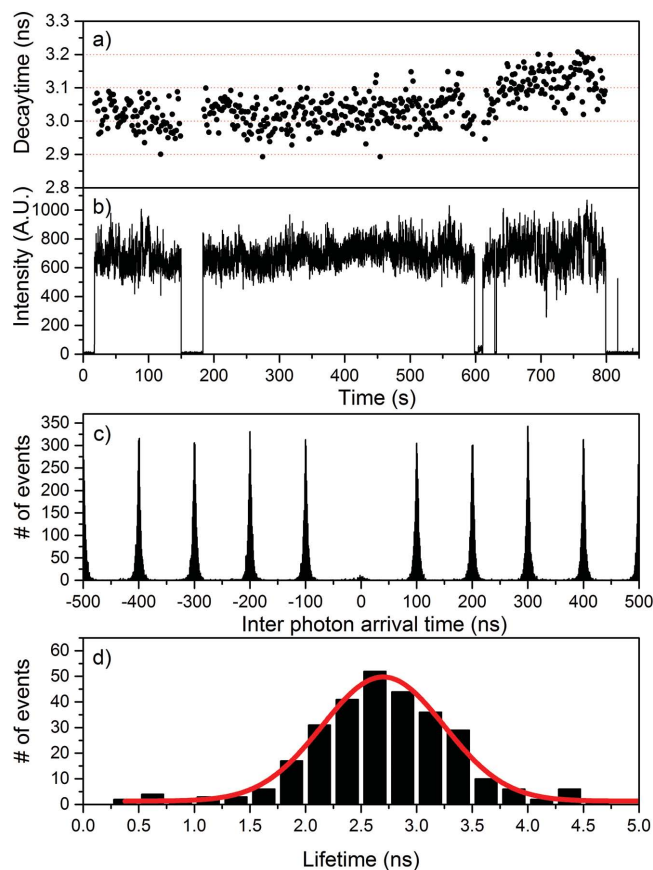 a)
Decaytime (ns)
3.3
3.2
3.1
3.0
2.9
2.8
b)
Intensity (A.U.)
1000
800
600
400
200
0
0 100 200 300 400 500 600 700 800
Time (s)
c)
# of events
350
300
250
200
150
100
50
0
-500 -400 -300 -200 -100 0 100 200 300 400 500
Inter photon arrival time (ns)
d)
# of events
60
50
40
30
20
10
0
0.0 0.5 1.0 1.5 2.0 2.5 3.0 3.5 4.0 4.5 5.0
Lifetime (ns)